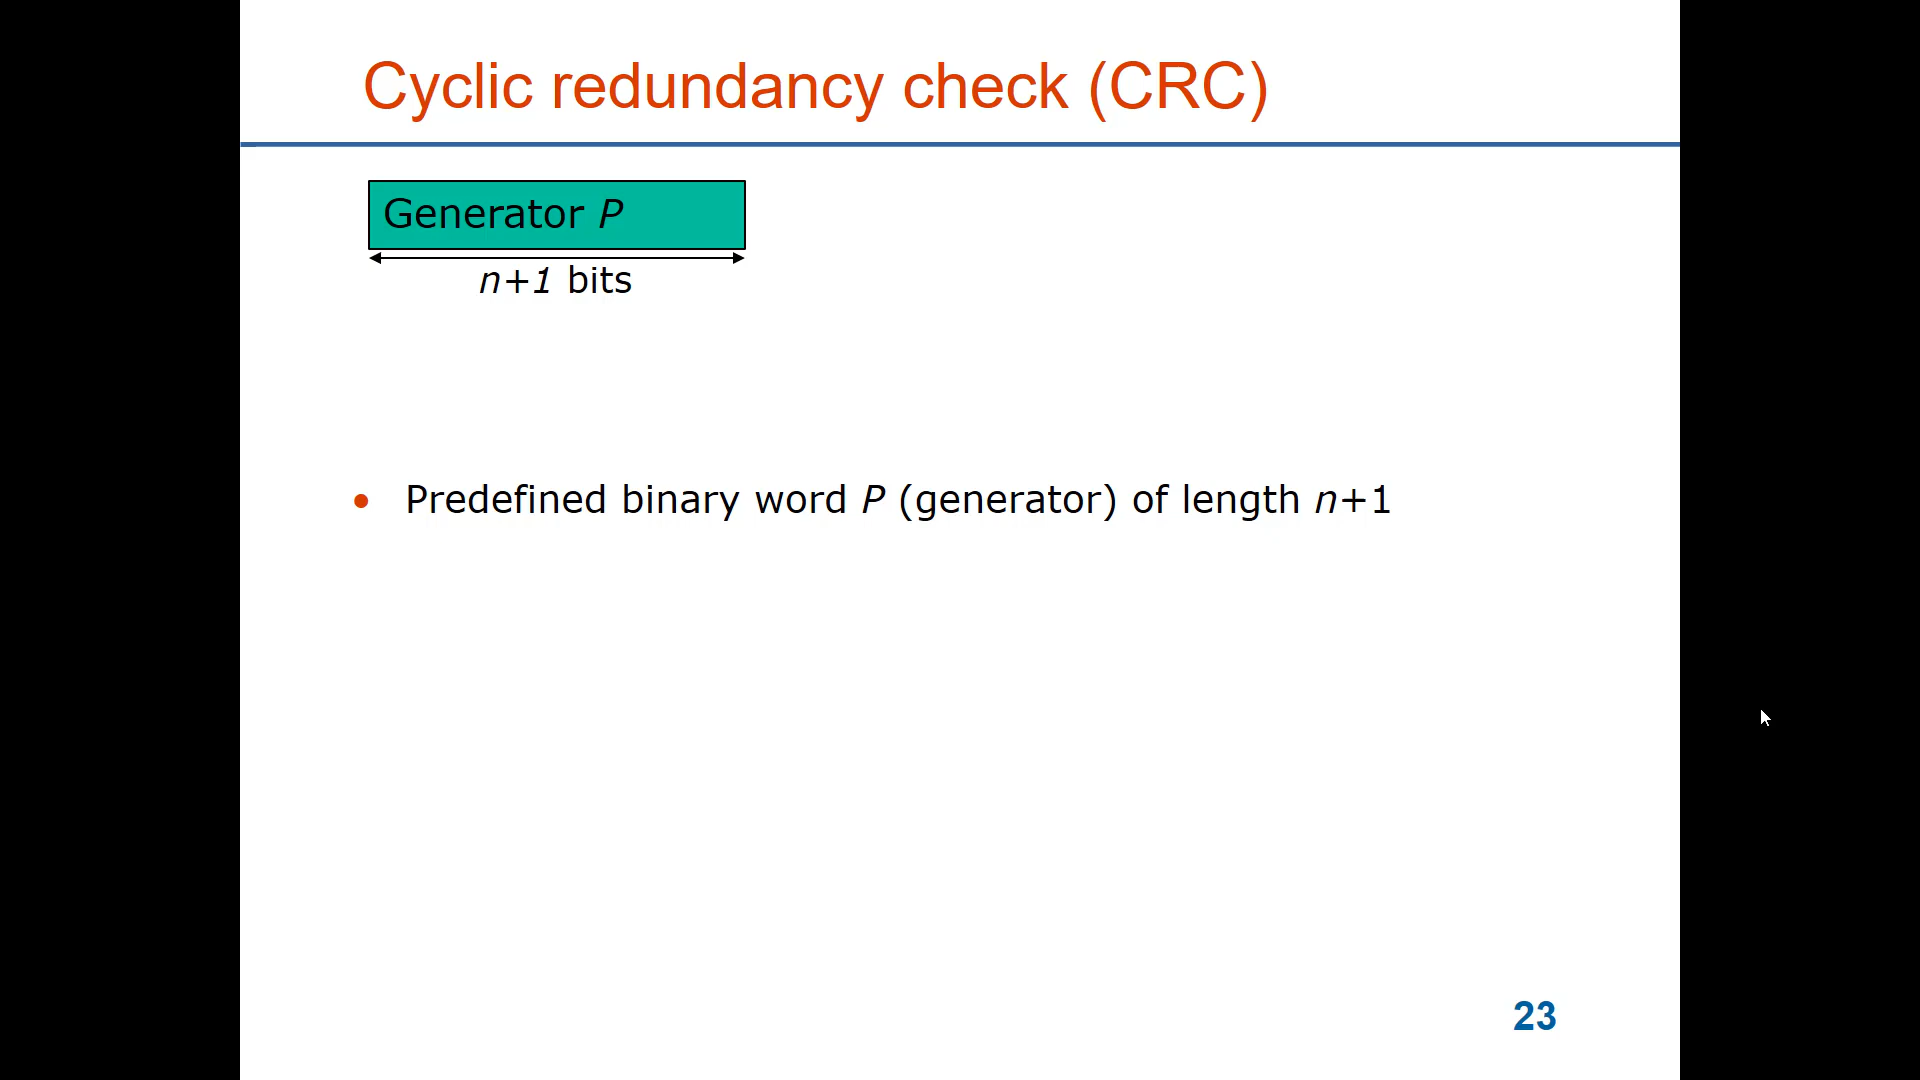 Cyclic redundancy check (CRC)
Generator P
n+1 bits
• Predefined binary word P (generator) of length n+1
23